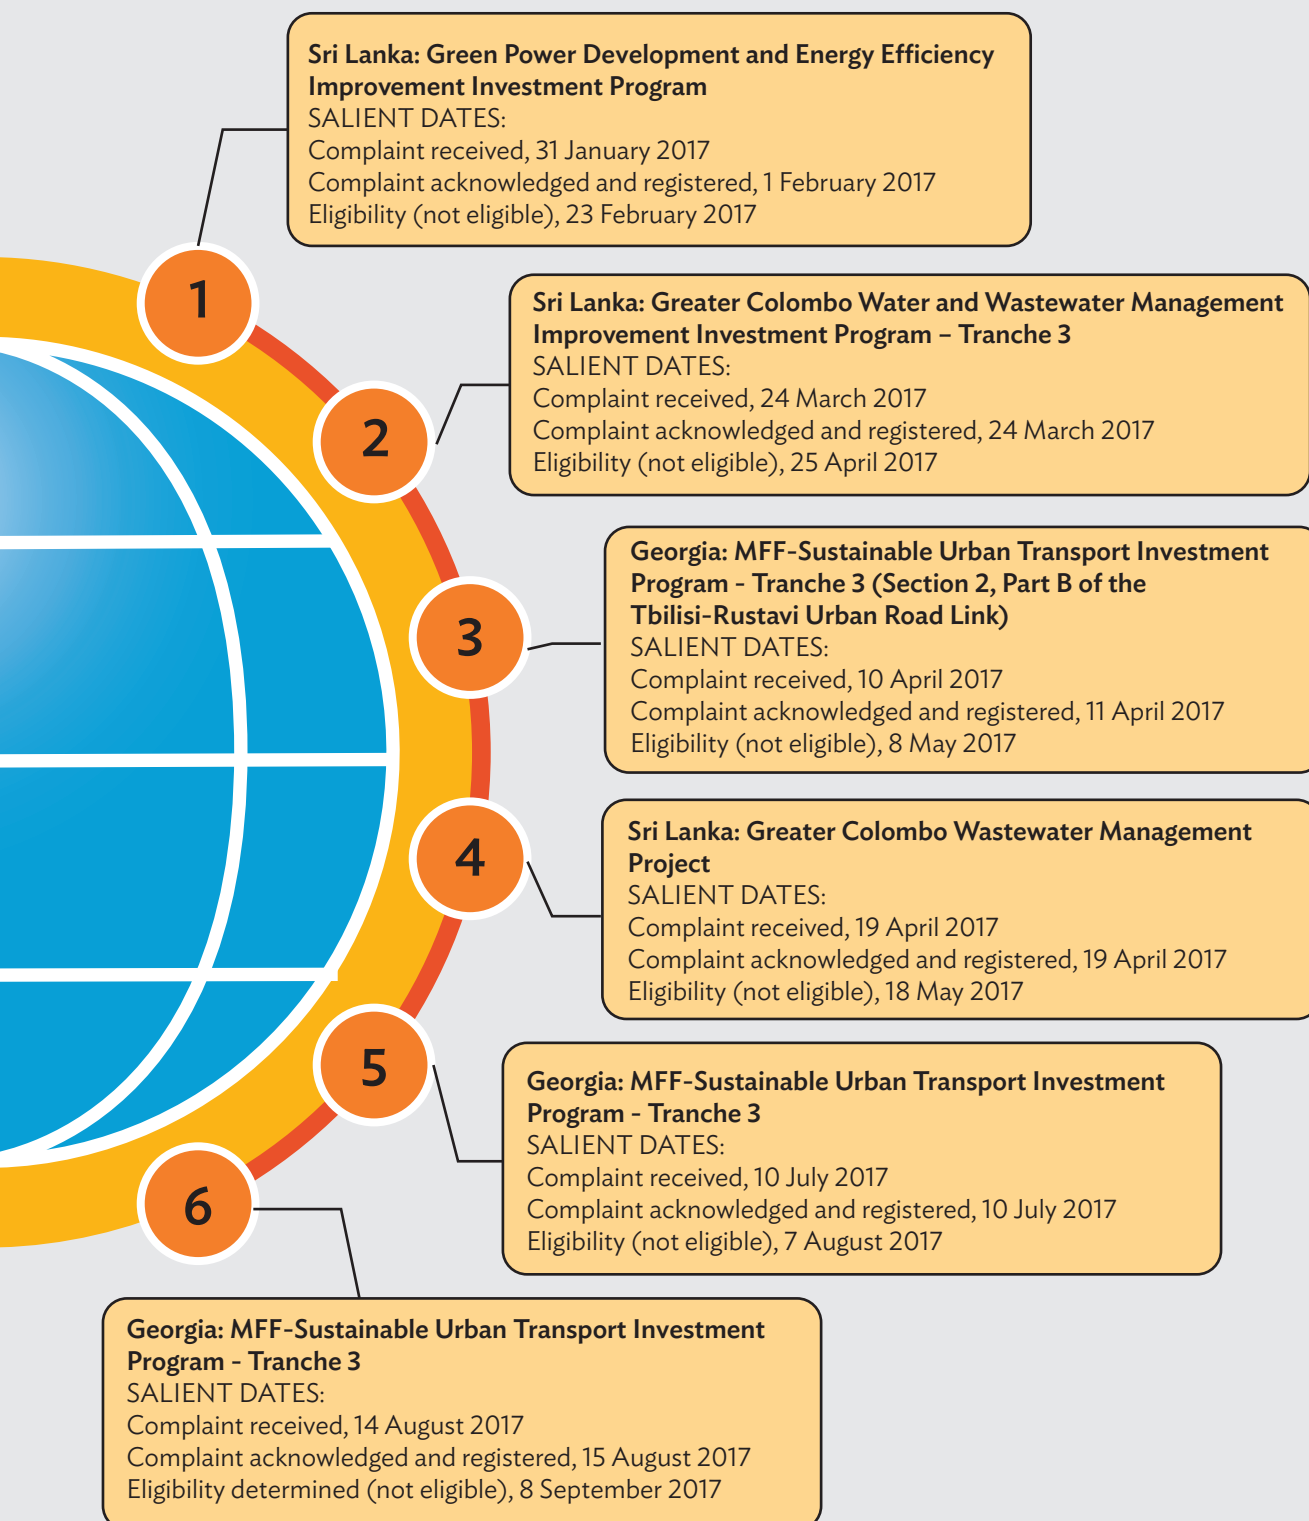 Sri Lanka: Green Power Development and Energy Efficiency
Improvement Investment Program
SALIENT DATES:
Complaint received, 31 January 2017
Complaint acknowledged and registered, 1 February 2017
Eligibility (not eligible), 23 February 2017
1
Sri Lanka: Greater Colombo Water and Wastewater Management
Improvement Investment Program – Tranche 3
SALIENT DATES:
Complaint received, 24 March 2017
Complaint acknowledged and registered, 24 March 2017
Eligibility (not eligible), 25 April 2017
2
Georgia: MFF-Sustainable Urban Transport Investment
Program - Tranche 3 (Section 2, Part B of the
Tbilisi-Rustavi Urban Road Link)
SALIENT DATES:
Complaint received, 10 April 2017
Complaint acknowledged and registered, 11 April 2017
Eligibility (not eligible), 8 May 2017
3
Sri Lanka: Greater Colombo Wastewater Management
Project
SALIENT DATES:
Complaint received, 19 April 2017
Complaint acknowledged and registered, 19 April 2017
Eligibility (not eligible), 18 May 2017
4
Georgia: MFF-Sustainable Urban Transport Investment
Program - Tranche 3
SALIENT DATES:
Complaint received, 10 July 2017
Complaint acknowledged and registered, 10 July 2017
Eligibility (not eligible), 7 August 2017
5
6
Georgia: MFF-Sustainable Urban Transport Investment
Program - Tranche 3
SALIENT DATES:
Complaint received, 14 August 2017
Complaint acknowledged and registered, 15 August 2017
Eligibility determined (not eligible), 8 September 2017